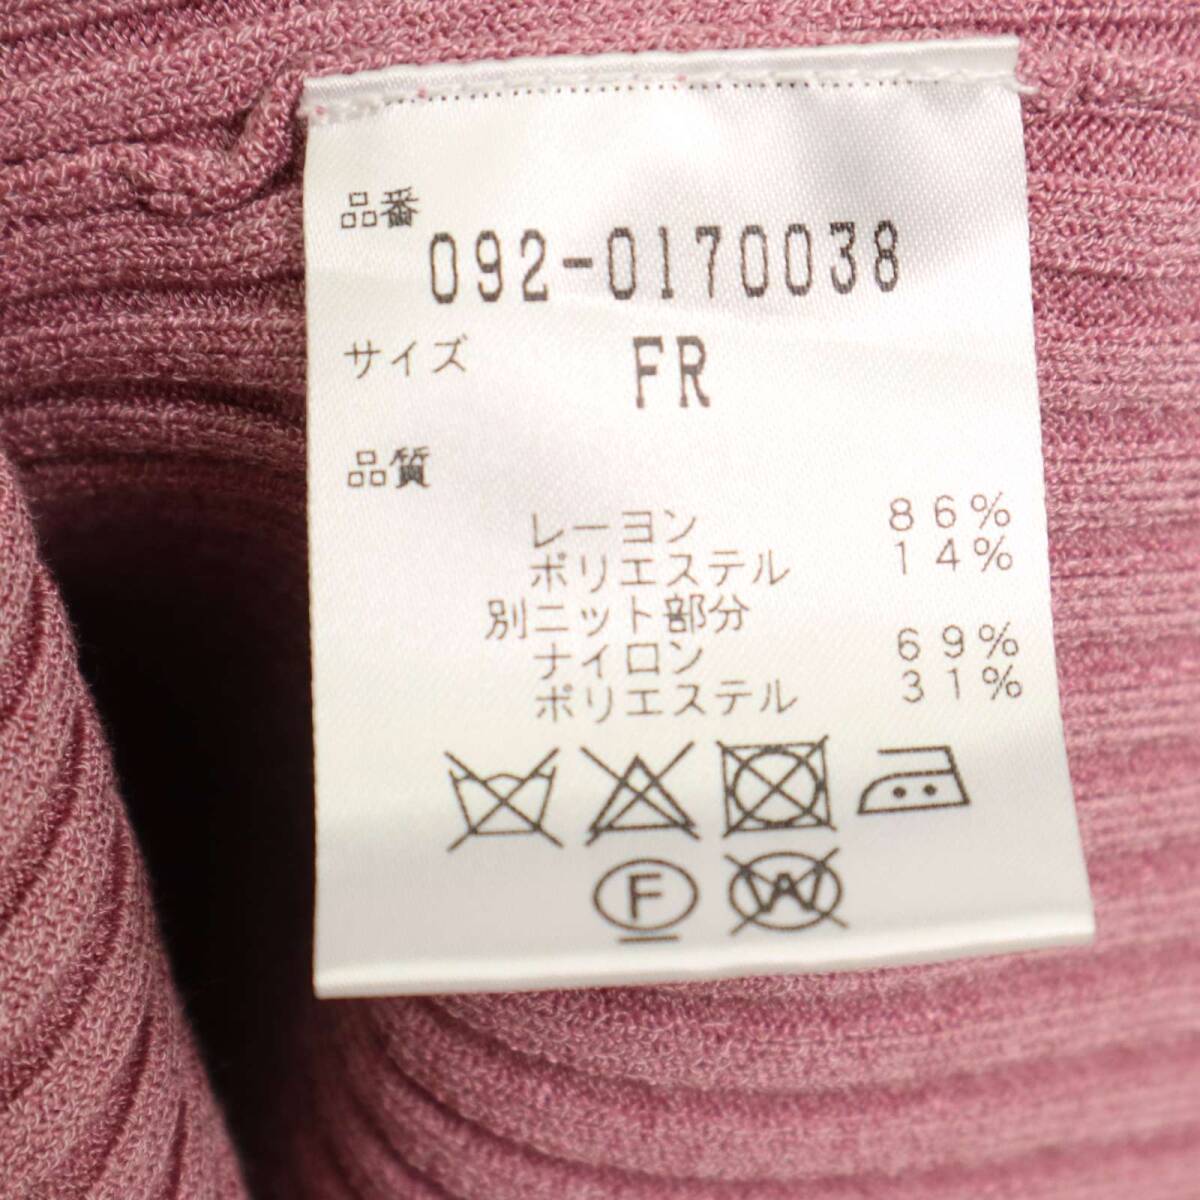 品番
092-0170038
サイズ FR
品質
レーヨン 86%
ポリエステル 14%
別ニット部分
ナイロン 69%
ポリエステル 31%
F W